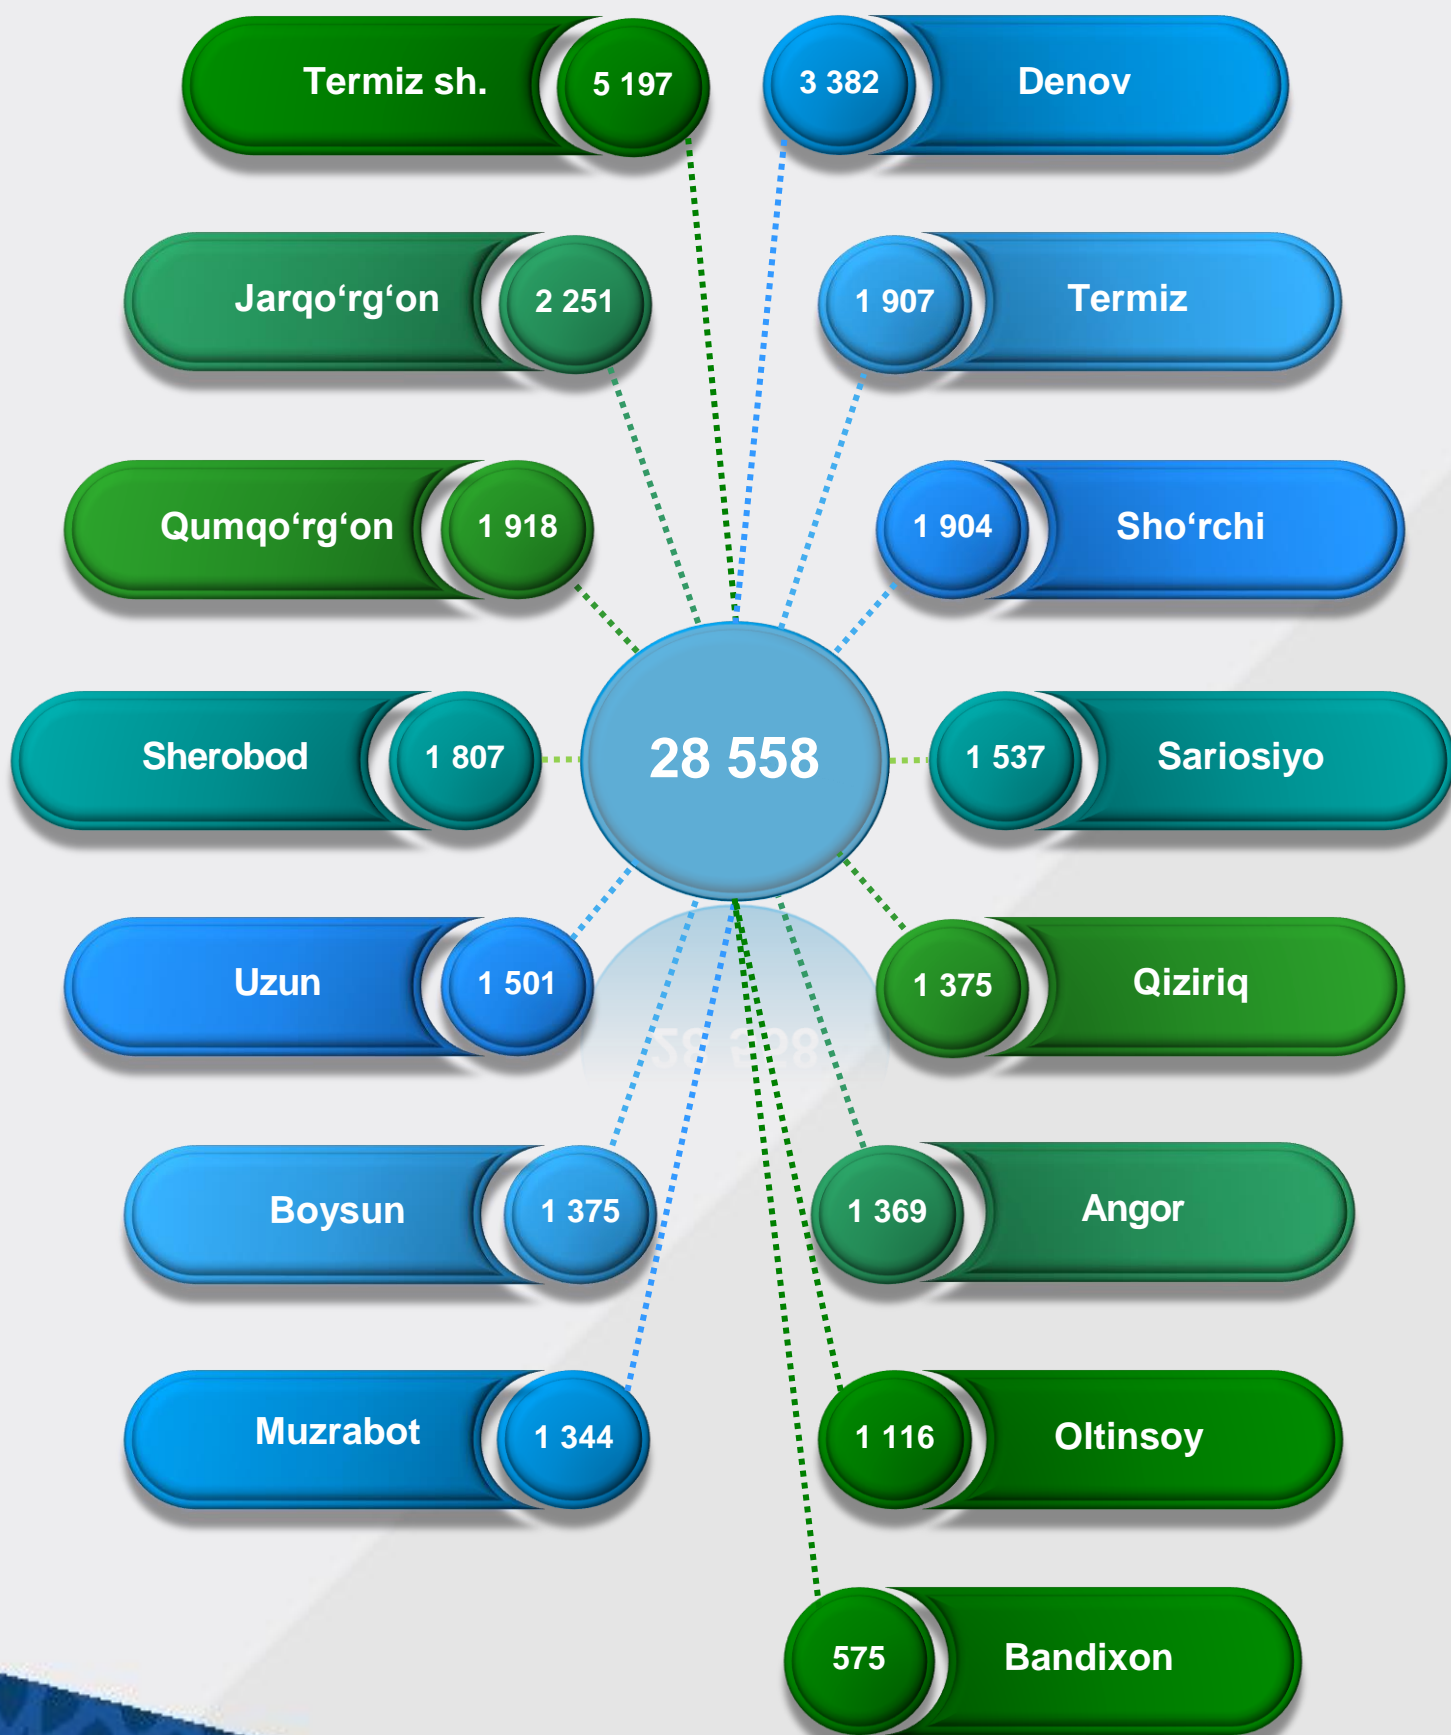 Termiz sh. 5 197
3 382 Denov
Jarqo‘rg‘on 2 251
1 907 Termiz
Qumqo‘rg‘on 1 918
1 904 Sho‘rchi
Sherobod 1 807
28 558
1 537 Sariosiyo
Uzun 1 501
1 375 Qiziriq
Boysun 1 375
1 369 Angor
Muzrabot 1 344
1 116 Oltinsoy
575 Bandixon